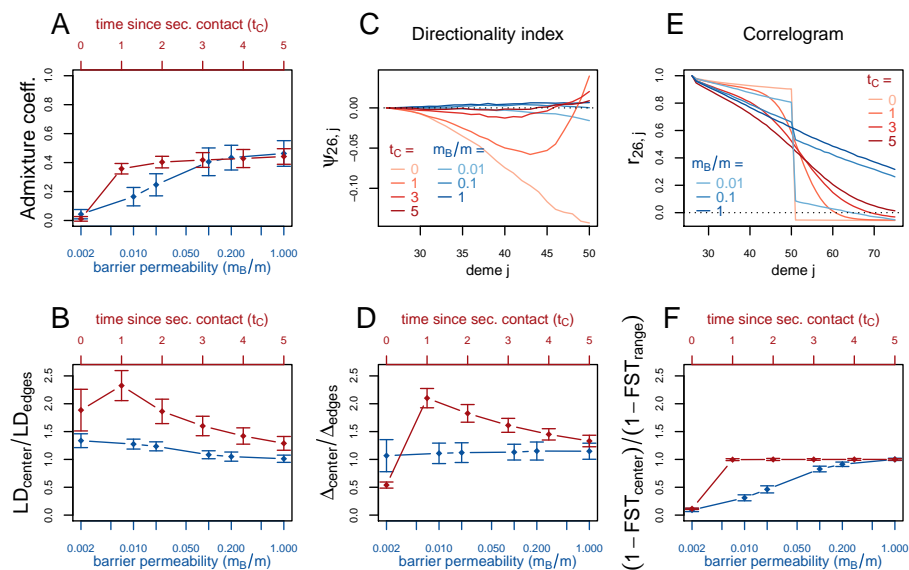 A
time since sec. contact (tC)
0 1 2 3 4 5
Admixture coeff.
0.0 0.2 0.4 0.6 0.8 1.0
0.002 0.010 0.050 0.200 1.000
barrier permeability (mB/m)
C
Directionality index
ψ26, j
0.00
−0.05
−0.10
tC =
0
1
3
5
mB/m =
0.01
0.1
1
30 35 40 45 50
deme j
E
Correlogram
r26, j
0.0 0.2 0.4 0.6 0.8 1.0
tC =
0
1
3
5
mB/m =
0.01
0.1
1
30 40 50 60 70
deme j
B
time since sec. contact (tC)
0 1 2 3 4 5
LDcenter/LDedges
0.0 0.5 1.0 1.5 2.0 2.5
0.002 0.010 0.050 0.200 1.000
barrier permeability (mB/m)
D
time since sec. contact (tC)
0 1 2 3 4 5
Δcenter/Δedges
0.0 0.5 1.0 1.5 2.0 2.5
0.002 0.010 0.050 0.200 1.000
barrier permeability (mB/m)
F
time since sec. contact (tC)
0 1 2 3 4 5
(1−FSTcenter)/(1−FSTrange)
0.0 0.5 1.0 1.5 2.0 2.5
0.002 0.010 0.050 0.200 1.000
barrier permeability (mB/m)